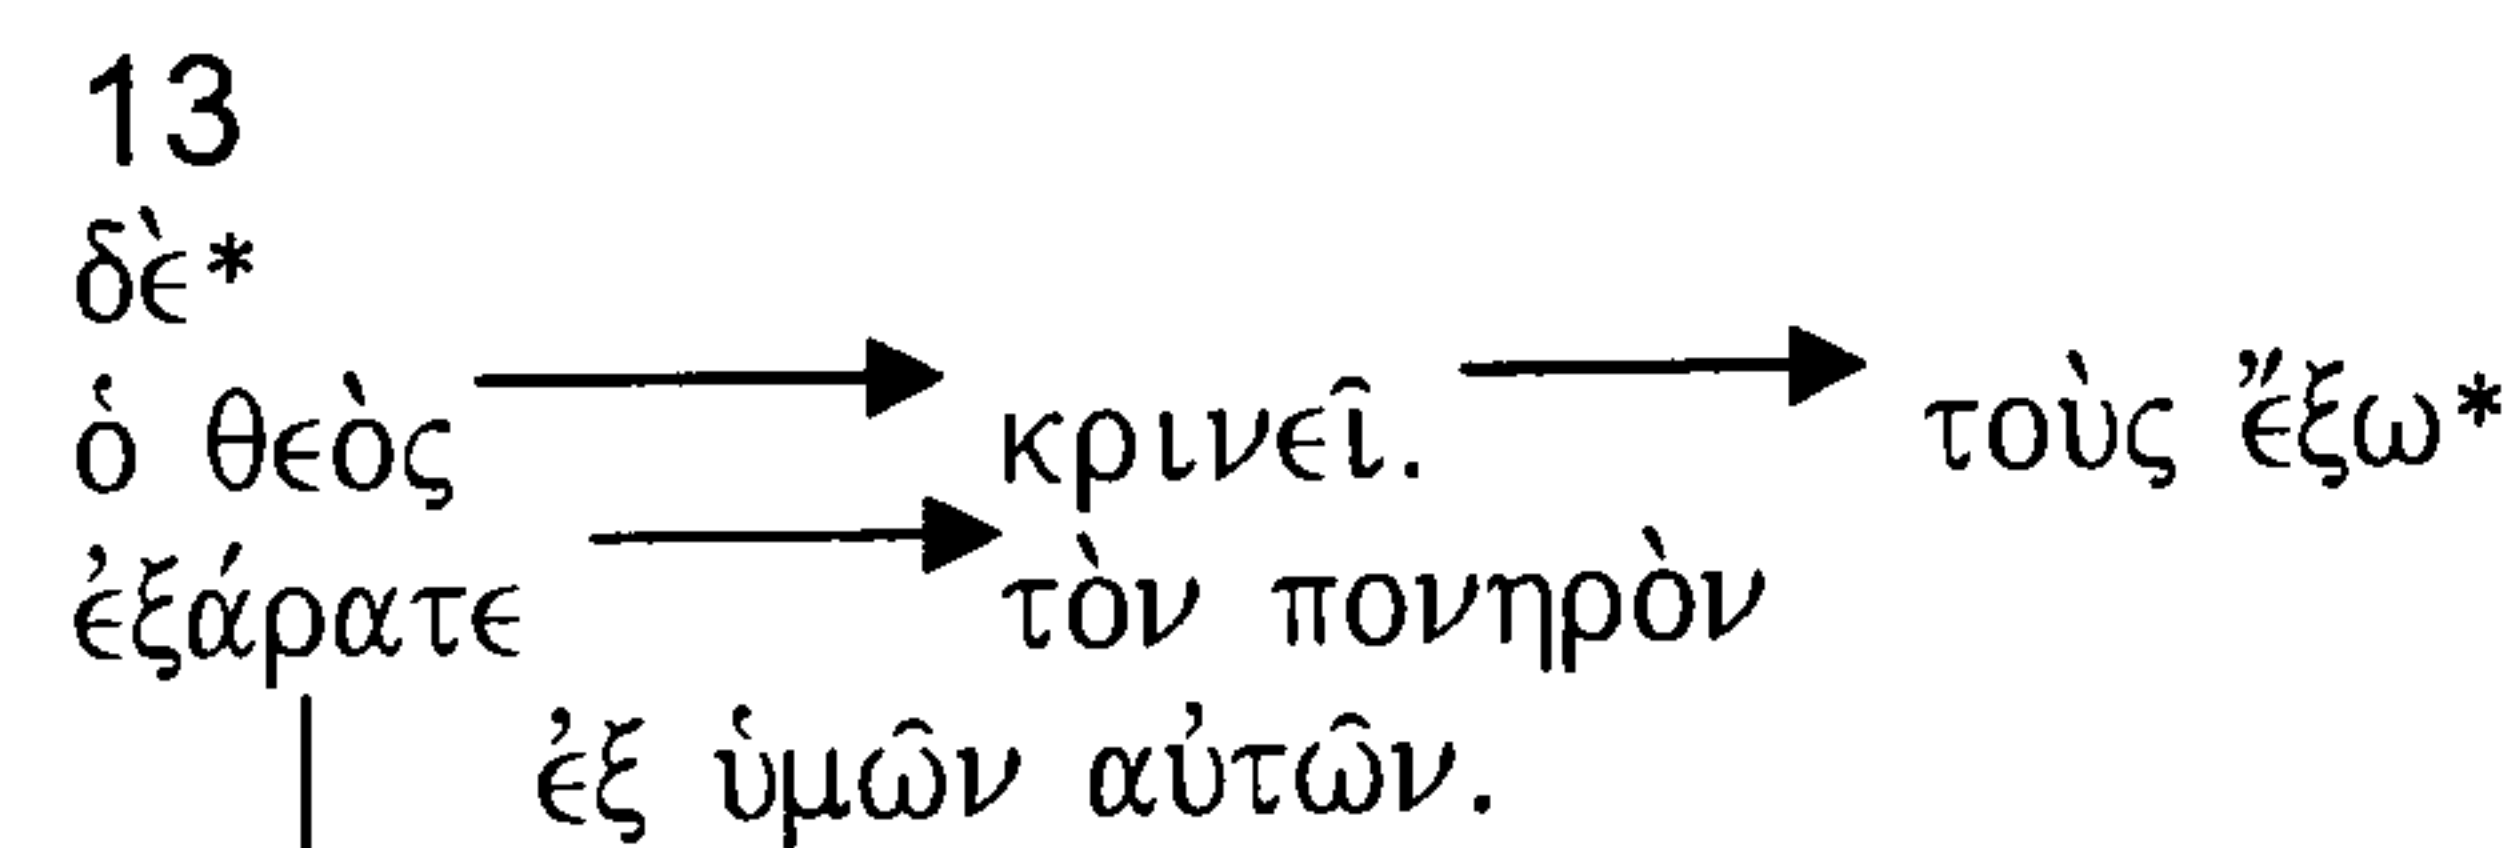 13
δὲ*
ὁ θεὸς κρινεῖ. τοὺς ἔξω*
ἐξάρατε τὸν πονηρὸν
ἐξ ὑμῶν αὐτῶν.